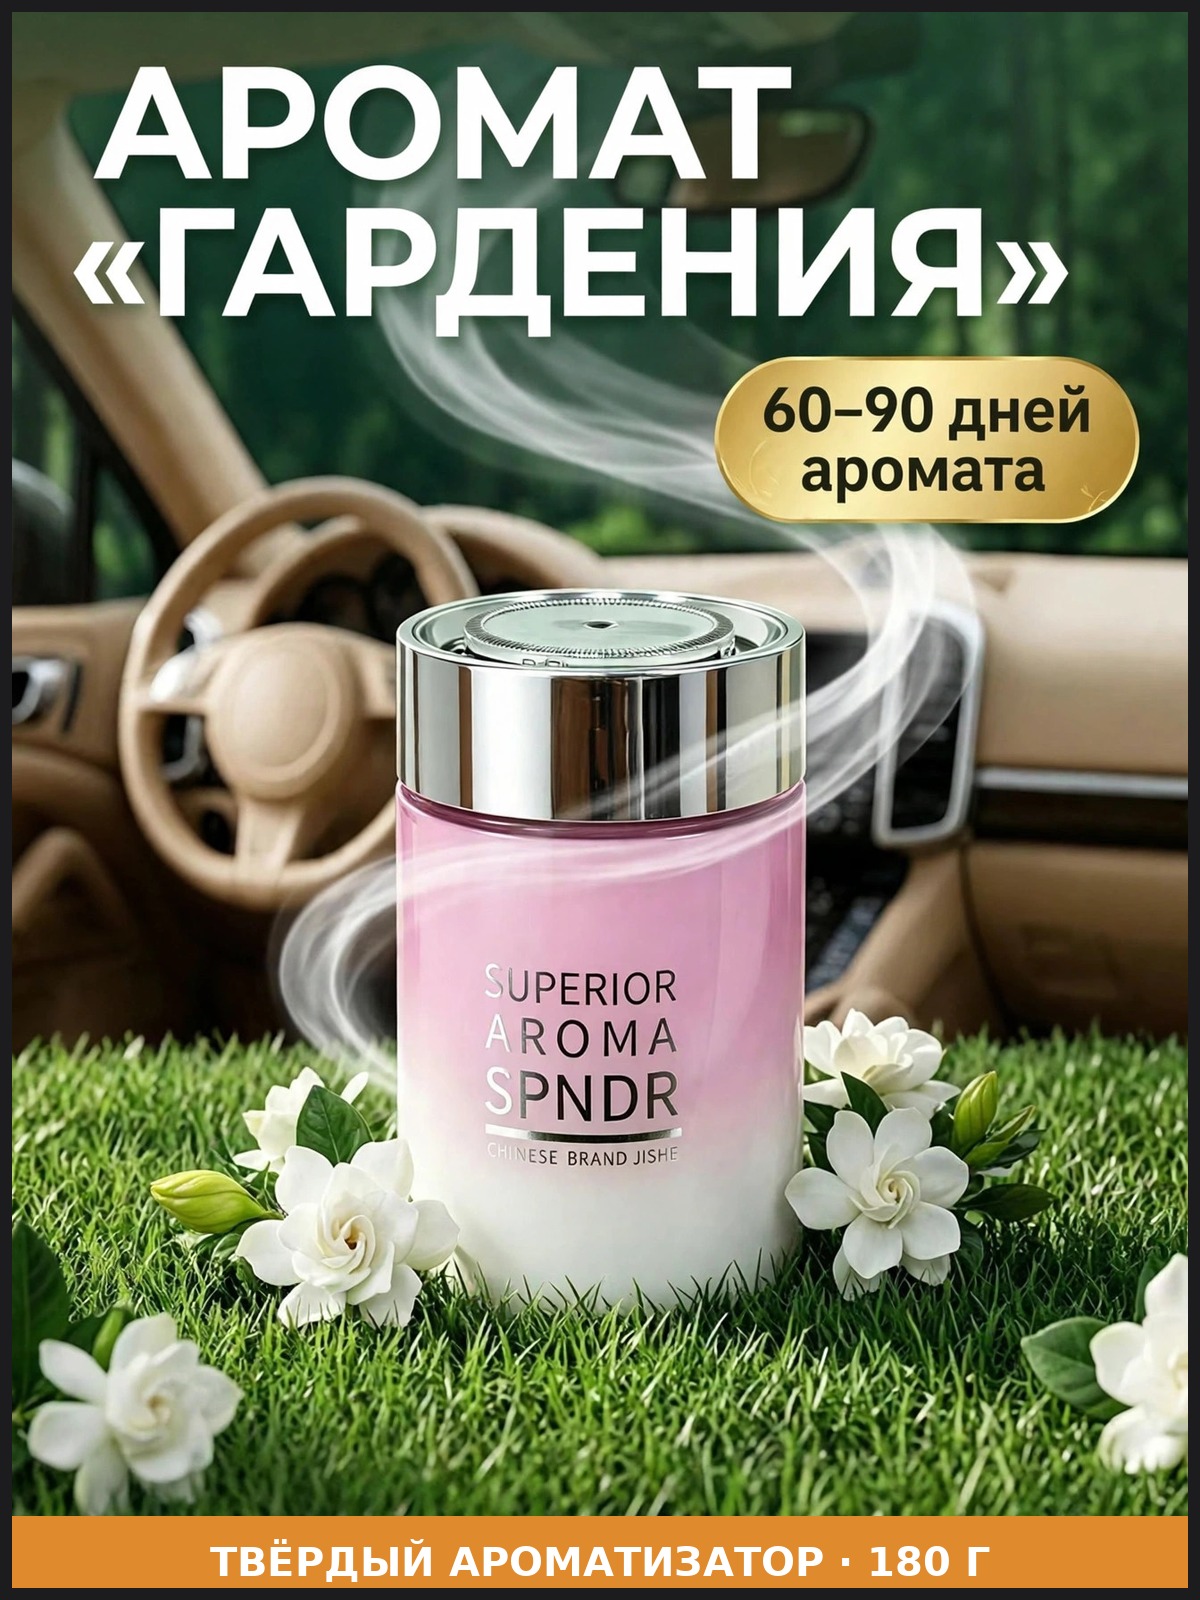 АРОМАТ
«ГАРДЕНИЯ»
60–90 дней
аромата
SUPERIOR
AROMA
SPNDR
CHINESE BRAND JISHE
ТВЁРДЫЙ АРОМАТИЗАТОР · 180 Г